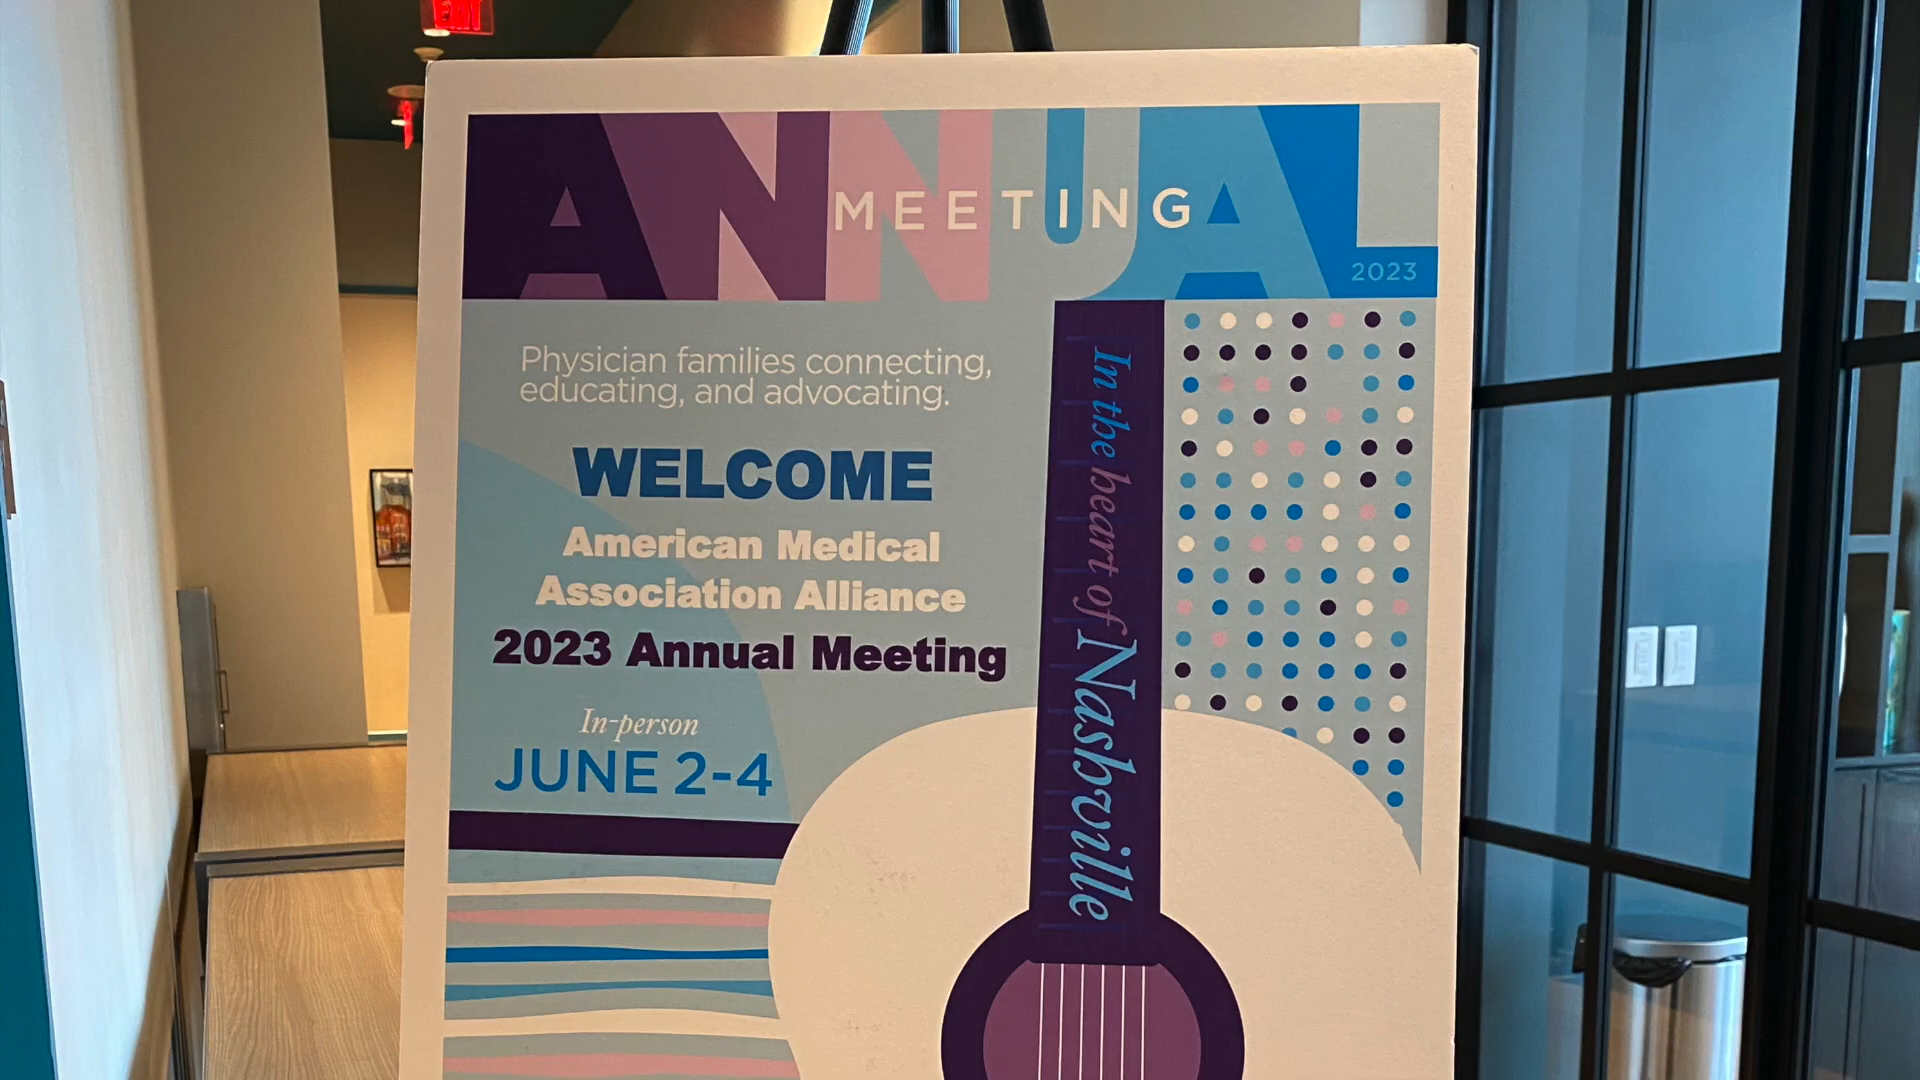 EXIT
ANNUAL
MEETING
2023
Physician families connecting,
educating, and advocating.
WELCOME
American Medical
Association Alliance
2023 Annual Meeting
In-person
JUNE 2-4
In the heart of Nashville